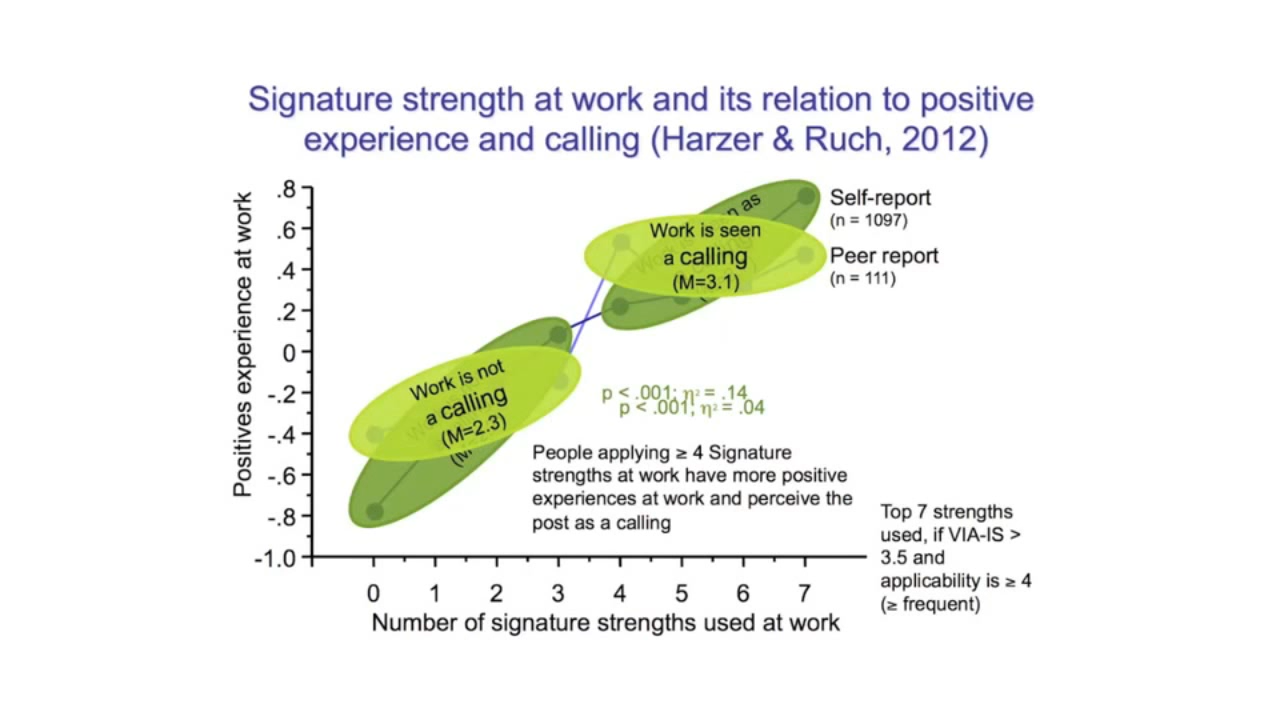 Signature strength at work and its relation to positive
experience and calling (Harzer & Ruch, 2012)
Positives experience at work
.8
.6
.4
.2
0
-.2
-.4
-.6
-.8
-1.0
Self-report
(n = 1097)
Peer report
(n = 111)
Work is seen
a calling
(M=3.1)
n as
Work is not
a calling
(M=2.3)
(M
p < .001; η² = .14
p < .001; η² = .04
People applying ≥ 4 Signature
strengths at work have more positive
experiences at work and perceive the
post as a calling
Top 7 strengths
used, if VIA-IS >
3.5 and
applicability is ≥ 4
(≥ frequent)
0 1 2 3 4 5 6 7
Number of signature strengths used at work